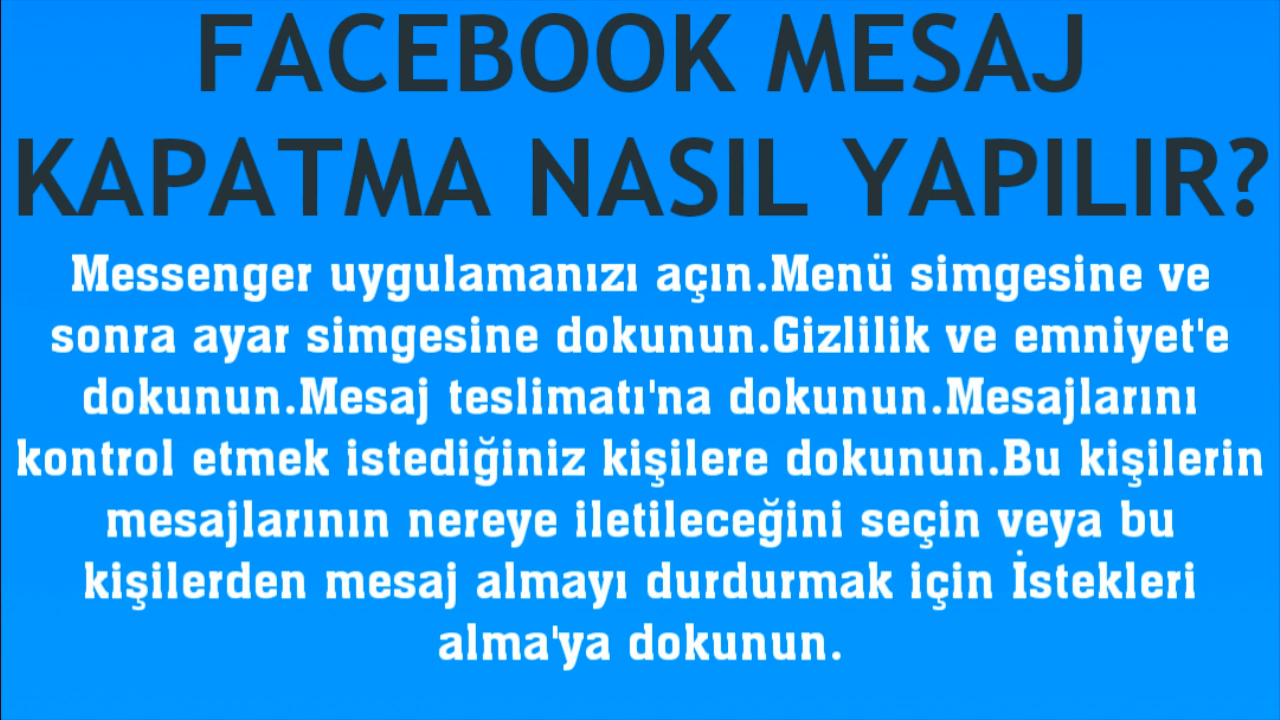 FACEBOOK MESAJ
KAPATMA NASIL YAPILIR?
Messenger uygulamanızı açın.Menü simgesine ve
sonra ayar simgesine dokunun.Gizlilik ve emniyet'e
dokunun.Mesaj teslimatı'na dokunun.Mesajlarını
kontrol etmek istediğiniz kişilere dokunun.Bu kişilerin
mesajlarının nereye iletileceğini seçin veya bu
kişilerden mesaj almayı durdurmak için İstekleri
alma'ya dokunun.